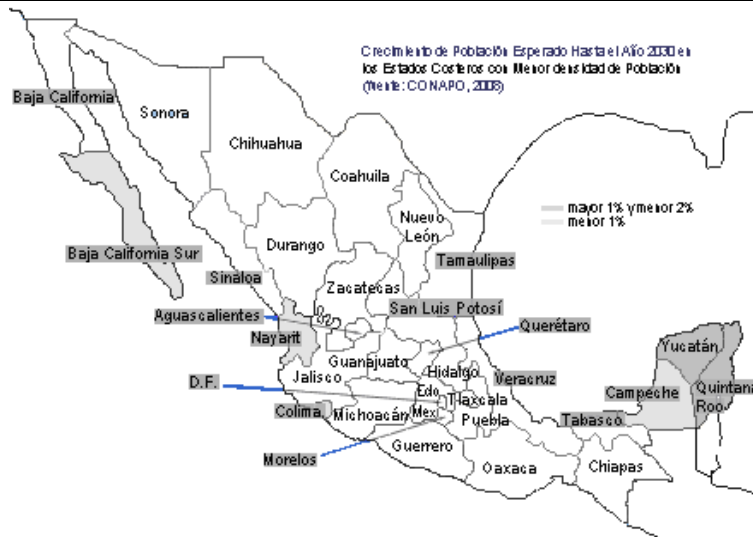 Crecimiento de Población Esperado Hasta el Año 2030 en
los Estados Costeros con Menor densidad de Población
(fuente: CONAPO, 2008)
Baja California
Sonora
Chihuahua
Coahuila
mayor 1% y menor 2%
menor 1%
Nuevo
León
Durango
Baja California Sur
Tamaulipas
Sinaloa
Zacatecas
San Luis Potosí
Aguascalientes
Querétaro
Nayarit
Yucatán
Guanajuato
Hidalgo
Jalisco
Veracruz
D.F.
Campeche
Quintana
Roo
Edo
Tlaxcala
Colima
Michoacán
Mex
Puebla
Tabasco
Guerrero
Morelos
Oaxaca
Chiapas